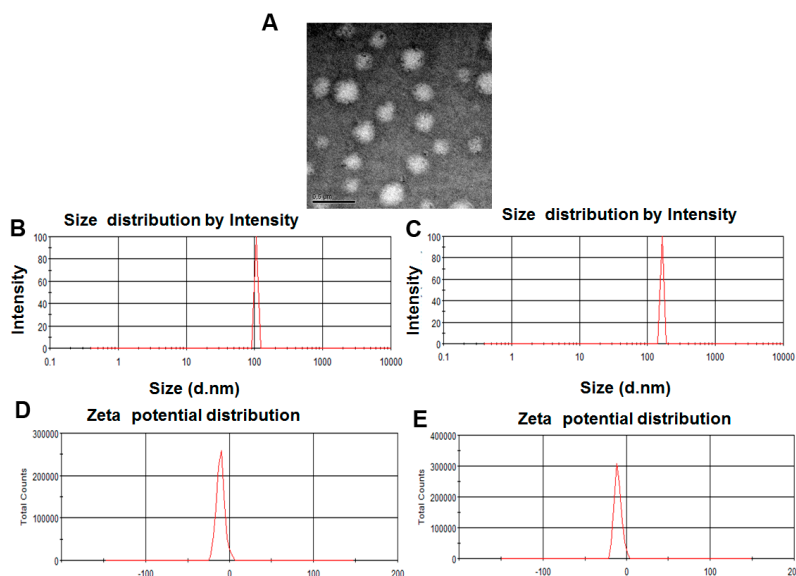 A
0.5 µm
B
Size distribution by Intensity
C
Size distribution by Intensity
100
80
60
40
20
0
Intensity
0.1 1 10 100 1000 10000
Size (d.nm)
100
80
60
40
20
0
Intensity
0.1 1 10 100 1000 10000
Size (d.nm)
D
Zeta potential distribution
E
Zeta potential distribution
300000
200000
100000
0
Total Counts
-100 0 100 200
400000
300000
200000
100000
0
Total Counts
-100 0 100 200